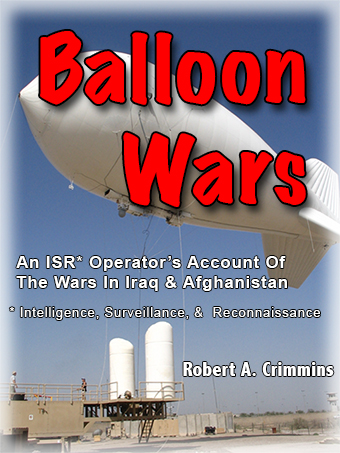 Balloon
Wars
An ISR* Operator's Account Of
The Wars In Iraq & Afghanistan
* Intelligence, Surveillance, & Reconnaissance
Robert A. Crimmins